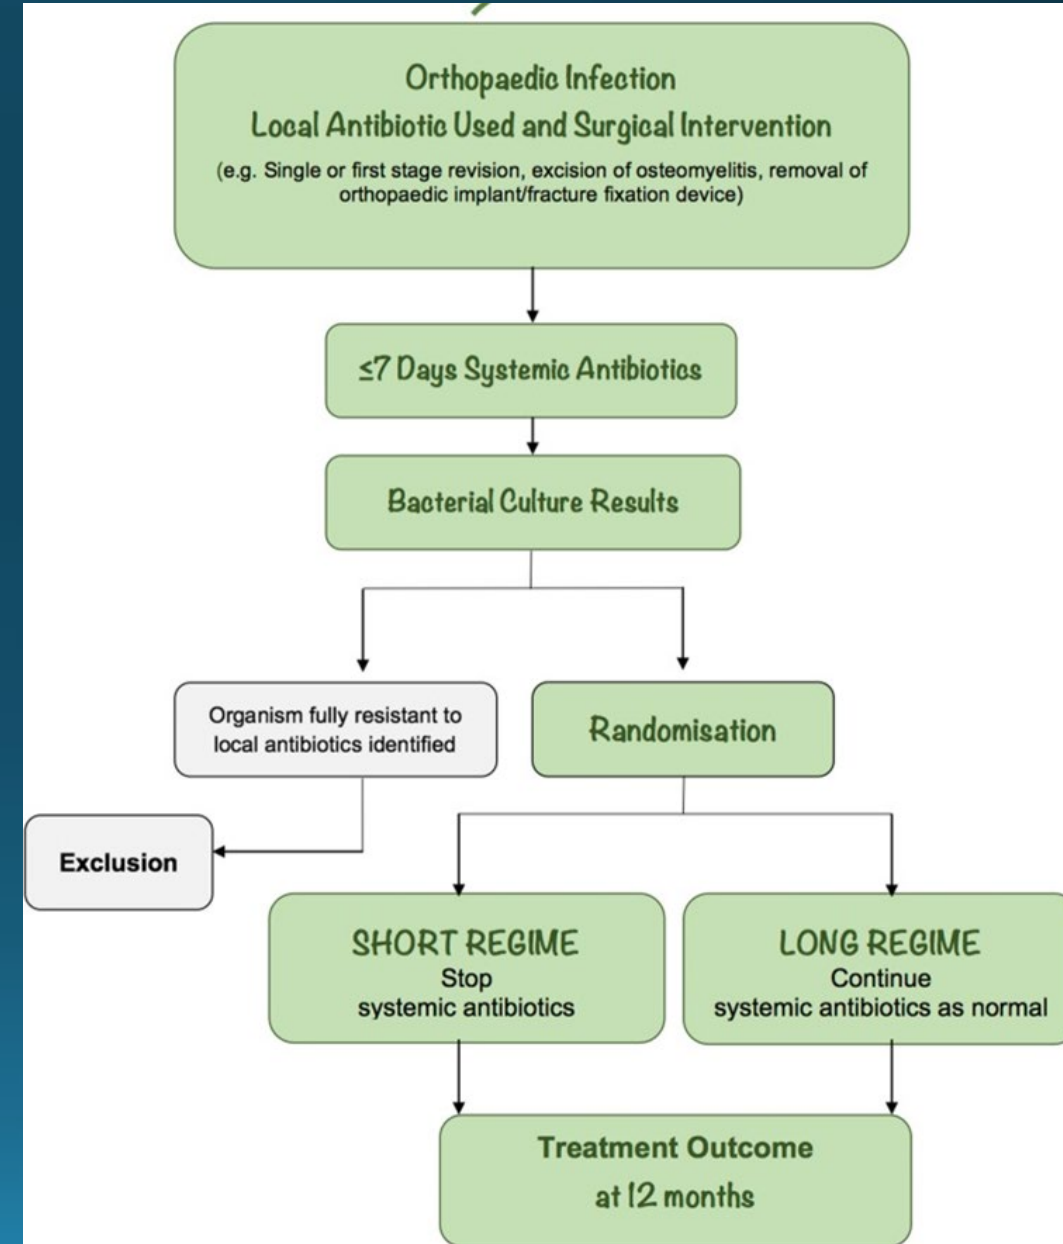 Orthopaedic Infection
Local Antibiotic Used and Surgical Intervention
(e.g. Single or first stage revision, excision of osteomyelitis, removal of
orthopaedic implant/fracture fixation device)
≤7 Days Systemic Antibiotics
Bacterial Culture Results
Organism fully resistant to
local antibiotics identified
Randomisation
Exclusion
SHORT REGIME
Stop
systemic antibiotics
LONG REGIME
Continue
systemic antibiotics as normal
Treatment Outcome
at 12 months